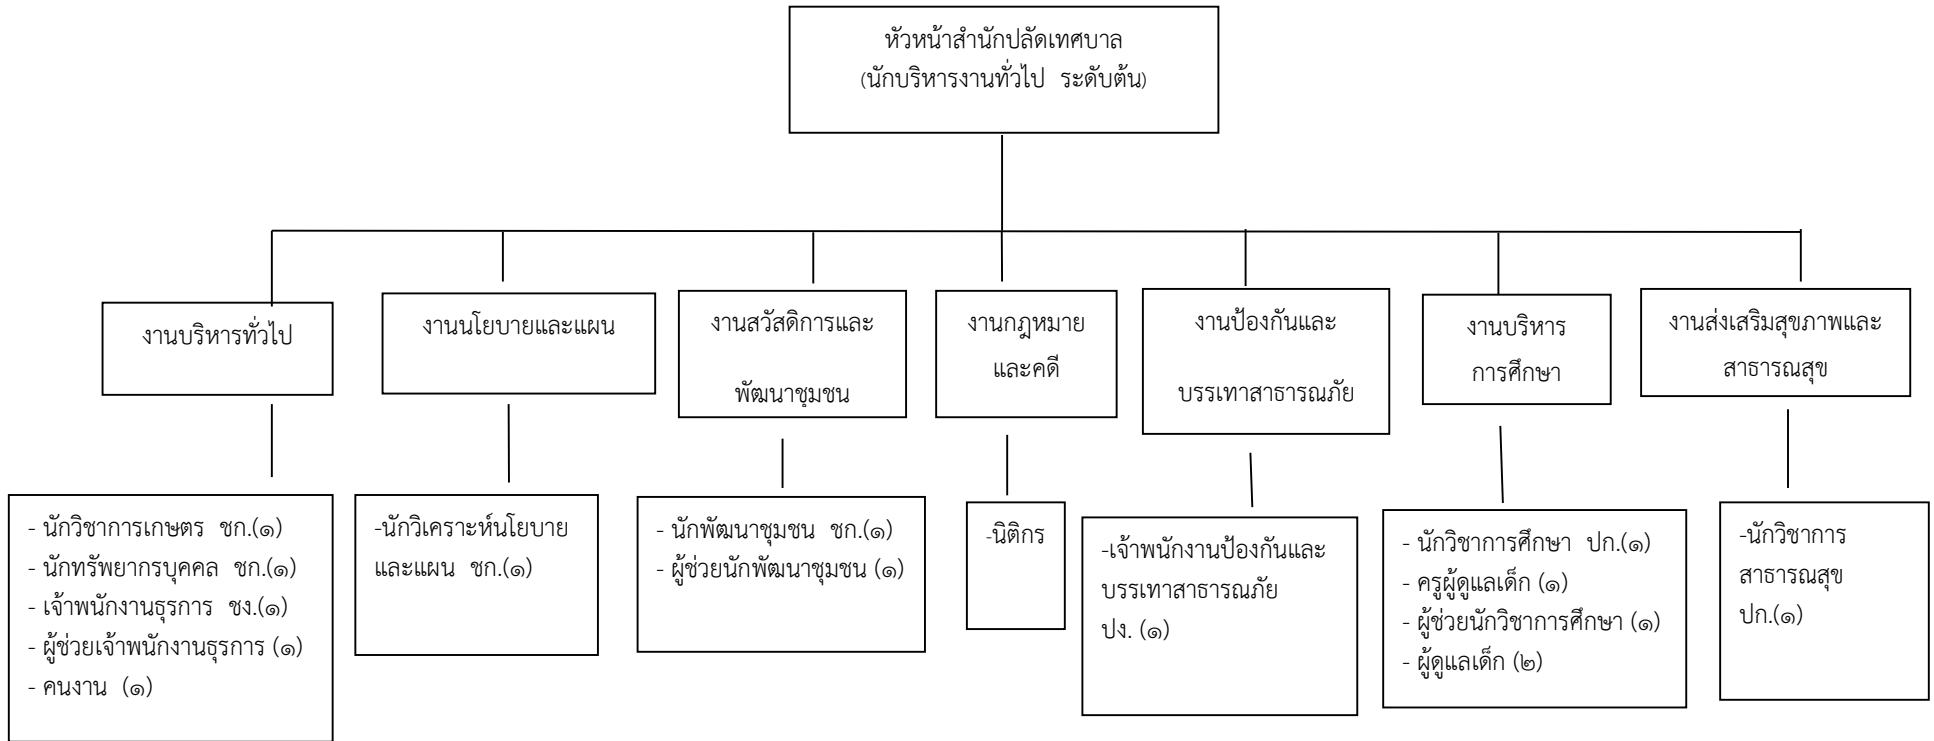 หัวหน้าสำนักปลัดเทศบาล
(นักบริหารงานทั่วไป ระดับต้น)
งานบริหารทั่วไป
งานนโยบายและแผน
งานสวัสดิการและ
พัฒนาชุมชน
งานกฎหมาย
และคดี
งานป้องกันและ
บรรเทาสาธารณภัย
งานบริหาร
การศึกษา
งานส่งเสริมสุขภาพและ
สาธารณสุข
- นักวิชาการเกษตร ชก.(๑)
- นักทรัพยากรบุคคล ชก.(๑)
- เจ้าพนักงานธุรการ ชง.(๑)
- ผู้ช่วยเจ้าพนักงานธุรการ (๑)
- คนงาน (๑)
-นักวิเคราะห์นโยบาย
และแผน ชก.(๑)
- นักพัฒนาชุมชน ชก.(๑)
- ผู้ช่วยนักพัฒนาชุมชน (๑)
-นิติกร
-เจ้าพนักงานป้องกันและ
บรรเทาสาธารณภัย
ปง. (๑)
- นักวิชาการศึกษา ปก.(๑)
- ครูผู้ดูแลเด็ก (๑)
- ผู้ช่วยนักวิชาการศึกษา (๑)
- ผู้ดูแลเด็ก (๒)
-นักวิชาการ
สาธารณสุข
ปก.(๑)